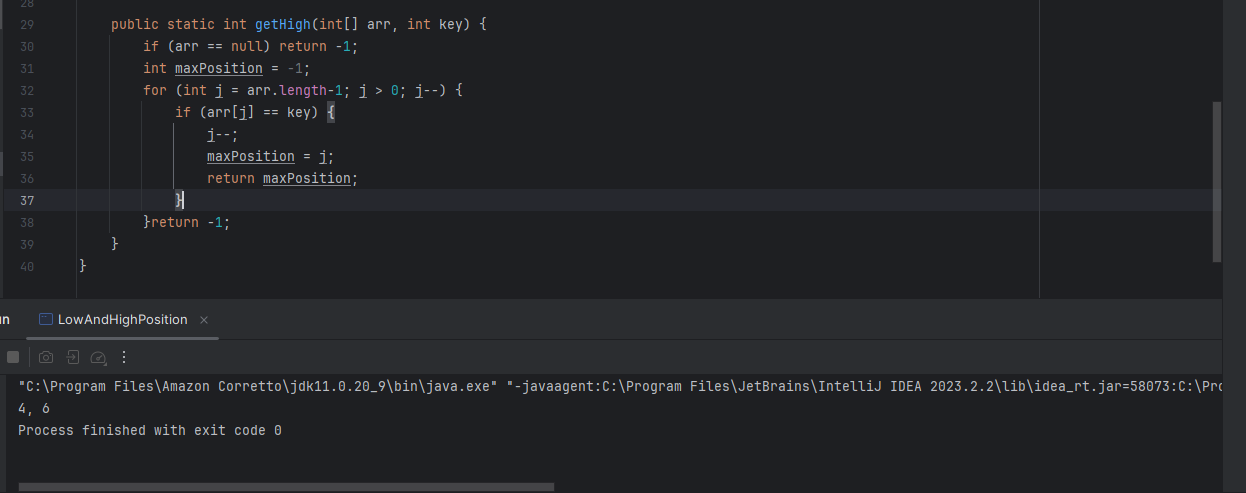 28
29 public static int getHigh(int[] arr, int key) {
30 if (arr == null) return -1;
31 int maxPosition = -1;
32 for (int j = arr.length-1; j > 0; j--) {
33 if (arr[j] == key) {
34 j--;
35 maxPosition = j;
36 return maxPosition;
37 }
38 }return -1;
39 }
40 }
LowAndHighPosition ×
"C:\Program Files\Amazon Corretto\jdk11.0.20_9\bin\java.exe" "-javaagent:C:\Program Files\JetBrains\IntelliJ IDEA 2023.2.2\lib\idea_rt.jar=58073:C:\Pro
4, 6
Process finished with exit code 0